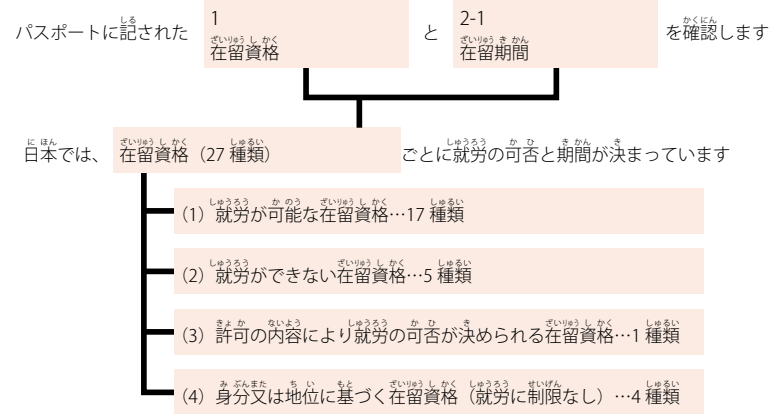 パスポートに記された 1 在留資格 と 2-1 在留期間 を確認します
日本では、 在留資格（27 種類） ごとに就労の可否と期間が決まっています
(1) 就労が可能な在留資格…17 種類
(2) 就労ができない在留資格…5 種類
(3) 許可の内容により就労の可否が決められる在留資格…1 種類
(4) 身分又は地位に基づく在留資格（就労に制限なし）…4 種類